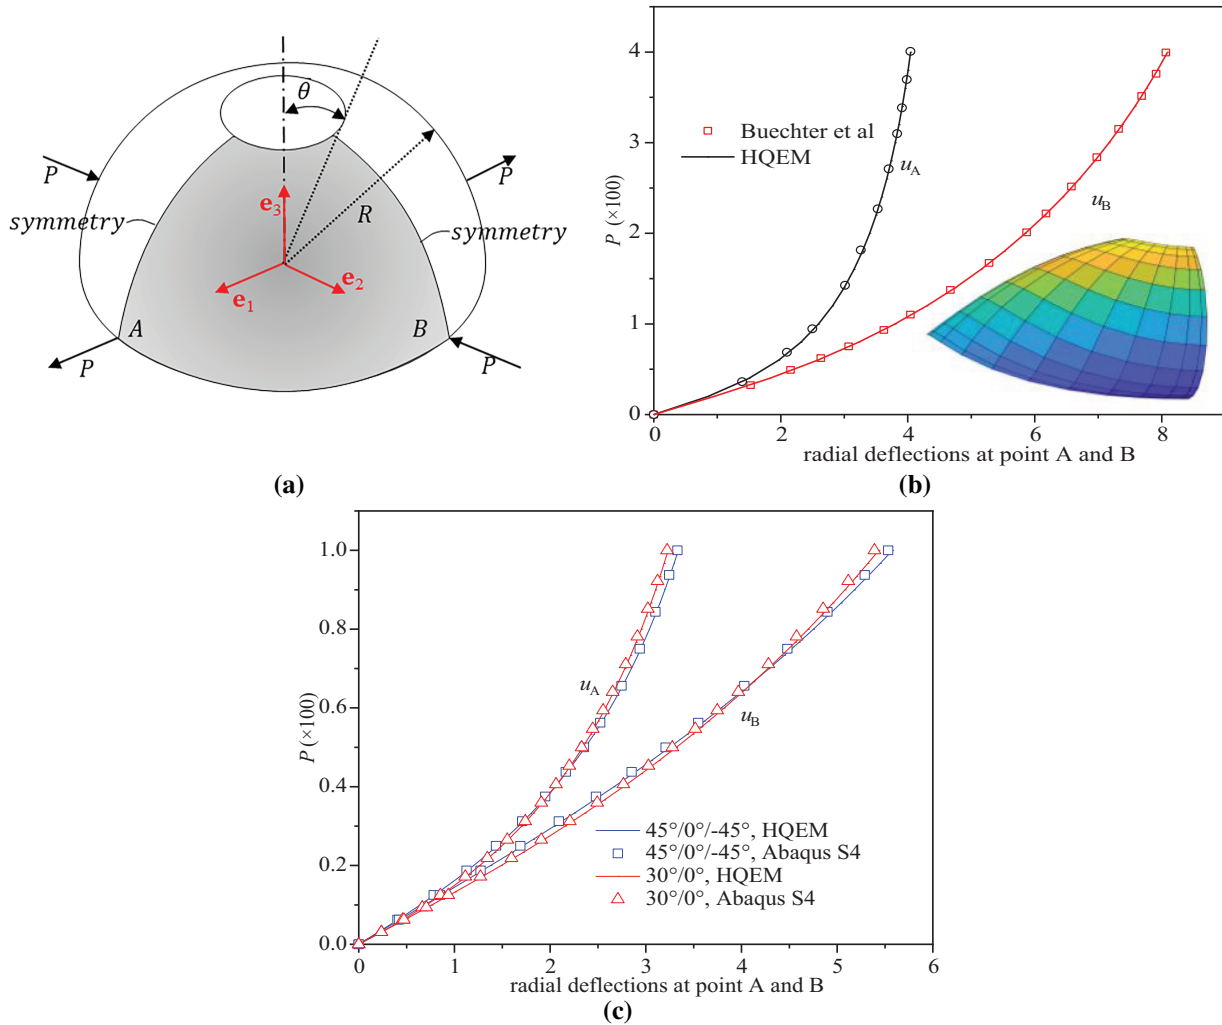 θ
P
P
symmetry
symmetry
e3
R
e2
e1
A
B
P
P
(a)
P (×100)
4
3
2
1
0
Buechter et al
HQEM
uA
uB
0
2
4
6
8
radial deflections at point A and B
(b)
P (×100)
1.0
0.8
0.6
0.4
0.2
0.0
uA
uB
45°/0°/-45°, HQEM
45°/0°/-45°, Abaqus S4
30°/0°, HQEM
30°/0°, Abaqus S4
0
1
2
3
4
5
6
radial deflections at point A and B
(c)